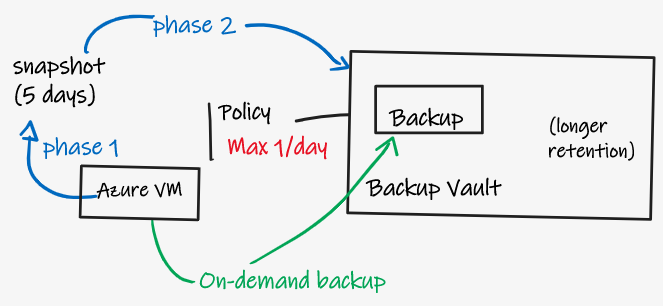 phase 2
snapshot
(5 days)
Policy
Backup
(longer
retention)
phase 1
Max 1/day
Azure VM
Backup Vault
On-demand backup